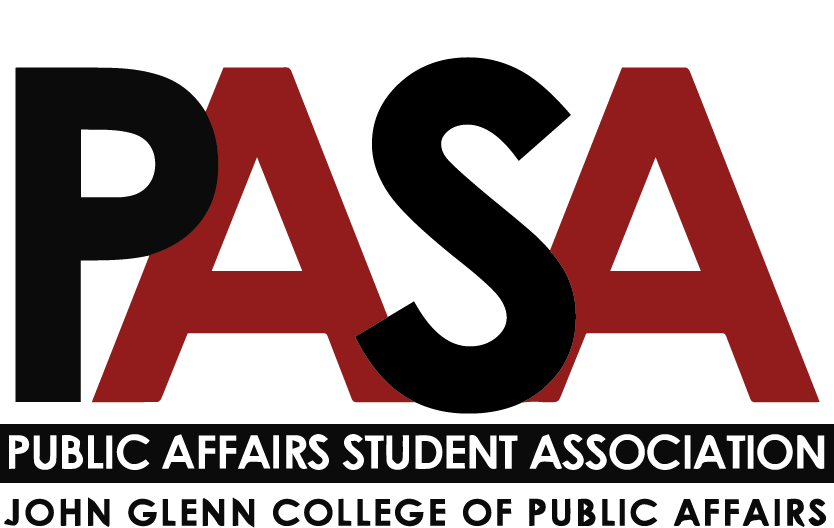 PASA
PUBLIC AFFAIRS STUDENT ASSOCIATION
JOHN GLENN COLLEGE OF PUBLIC AFFAIRS